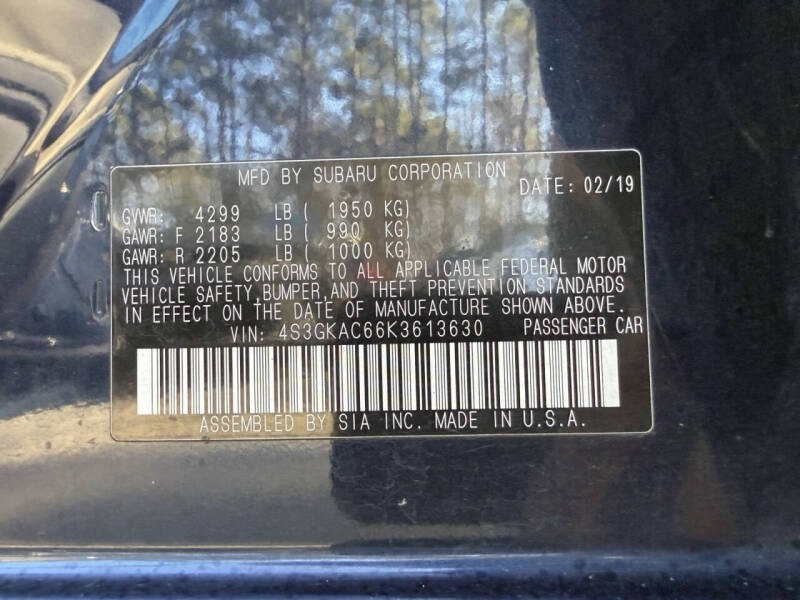 MFD BY SUBARU CORPORATION
DATE: 02/19
GVWR: 4299 LB ( 1950 KG)
GAWR: F 2183 LB ( 990 KG)
GAWR: R 2205 LB ( 1000 KG)
THIS VEHICLE CONFORMS TO ALL APPLICABLE FEDERAL MOTOR
VEHICLE SAFETY,BUMPER,AND THEFT PREVENTION STANDARDS
IN EFFECT ON THE DATE OF MANUFACTURE SHOWN ABOVE.
VIN: 4S3GKAC66K3613630 PASSENGER CAR
ASSEMBLED BY SIA INC. MADE IN U.S.A.